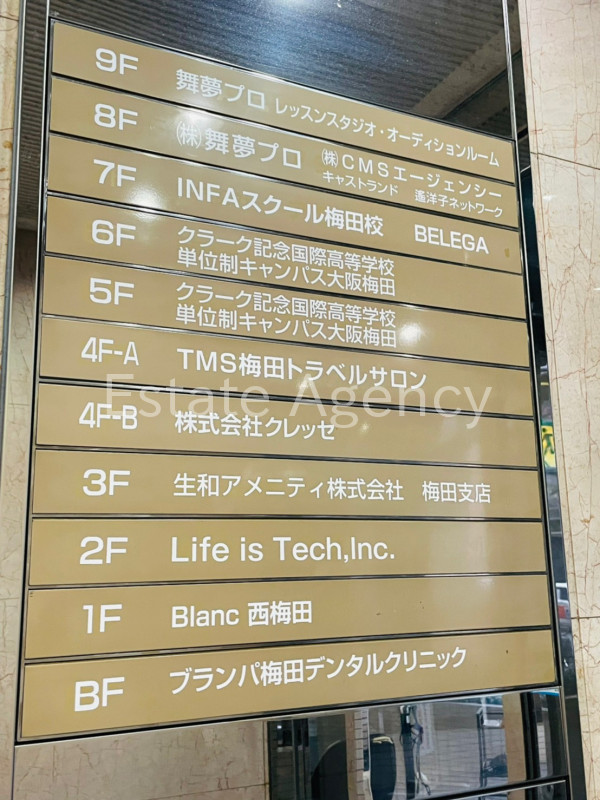 9F 舞夢プロ レッスンスタジオ・オーディションルーム
8F ㈱舞夢プロ ㈱CMSエージェンシー
キャストランド 遙洋子ネットワーク
7F INFAスクール梅田校 BELEGA
6F クラーク記念国際高等学校
単位制キャンパス大阪梅田
5F クラーク記念国際高等学校
単位制キャンパス大阪梅田
4F-A TMS梅田トラベルサロン
Estate Agency
4F-B 株式会社クレッセ
3F 生和アメニティ株式会社 梅田支店
2F Life is Tech,Inc.
1F Blanc 西梅田
BF ブランパ梅田デンタルクリニック